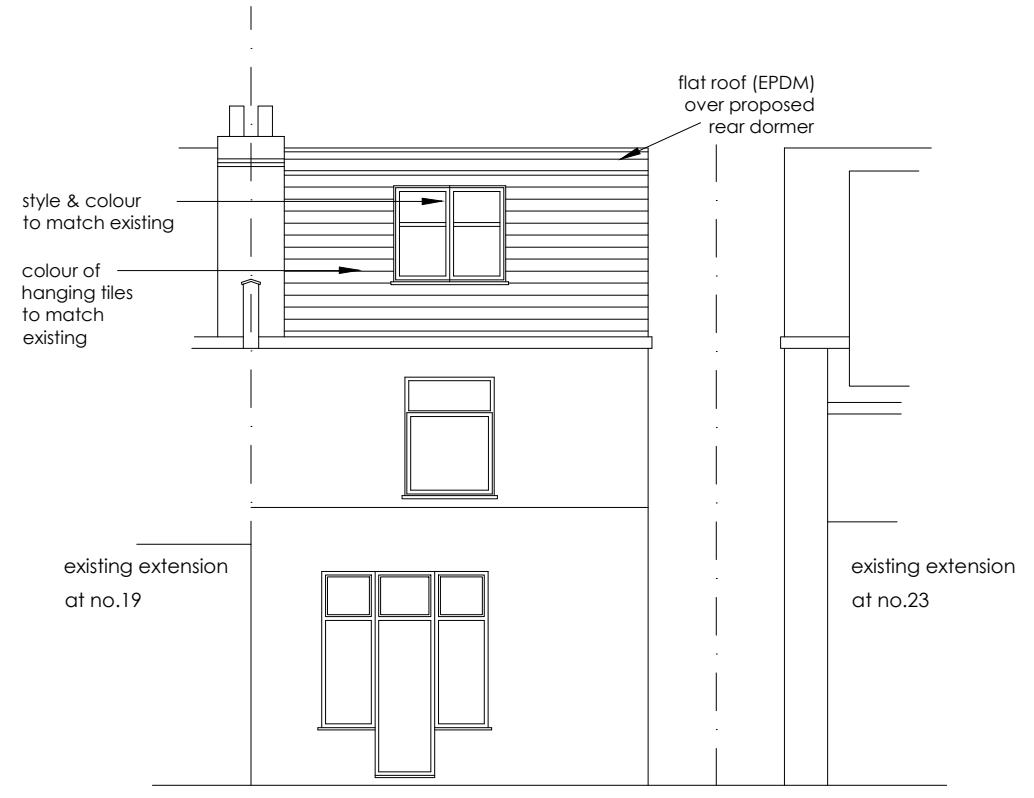 flat roof (EPDM)
over proposed
rear dormer
style & colour
to match existing
colour of
hanging tiles
to match
existing
existing extension
at no.19
existing extension
at no.23